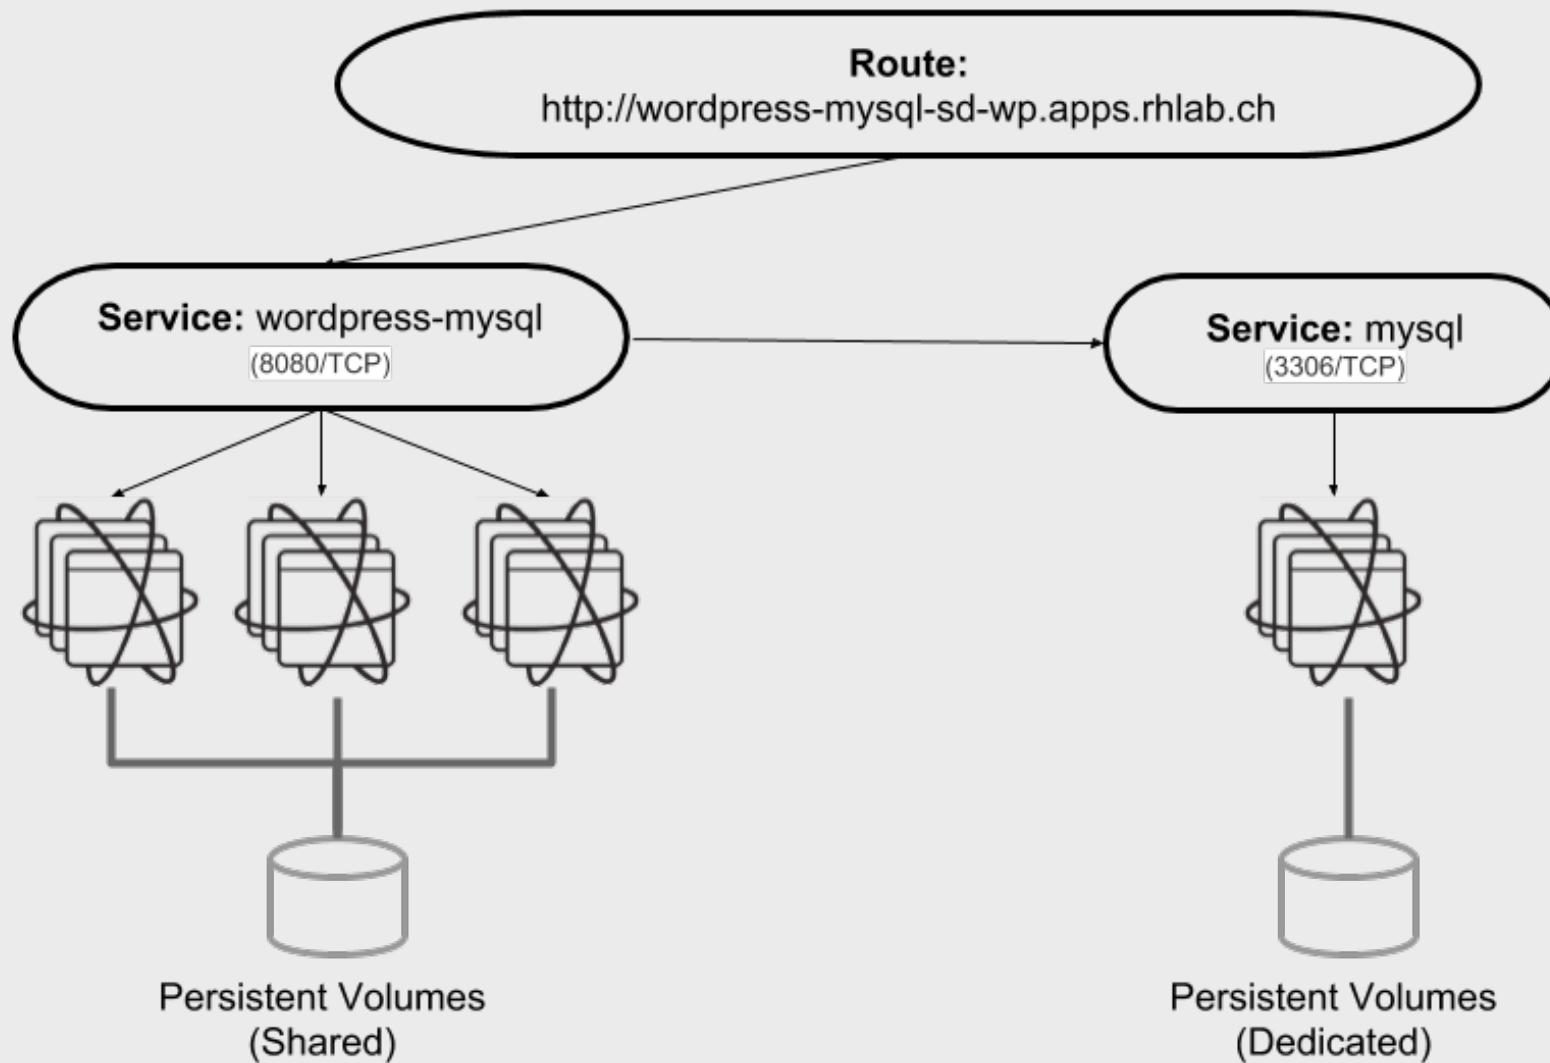 Route:
http://wordpress-mysql-sd-wp.apps.rhlab.ch
Service: wordpress-mysql
(8080/TCP)
Service: mysql
(3306/TCP)
Persistent Volumes
(Shared)
Persistent Volumes
(Dedicated)